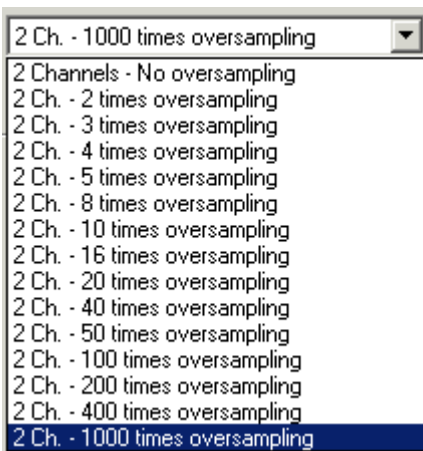 2 Ch. - 1000 times oversampling
2 Channels - No oversampling
2 Ch. - 2 times oversampling
2 Ch. - 3 times oversampling
2 Ch. - 4 times oversampling
2 Ch. - 5 times oversampling
2 Ch. - 8 times oversampling
2 Ch. - 10 times oversampling
2 Ch. - 16 times oversampling
2 Ch. - 20 times oversampling
2 Ch. - 40 times oversampling
2 Ch. - 50 times oversampling
2 Ch. - 100 times oversampling
2 Ch. - 200 times oversampling
2 Ch. - 400 times oversampling
2 Ch. - 1000 times oversampling